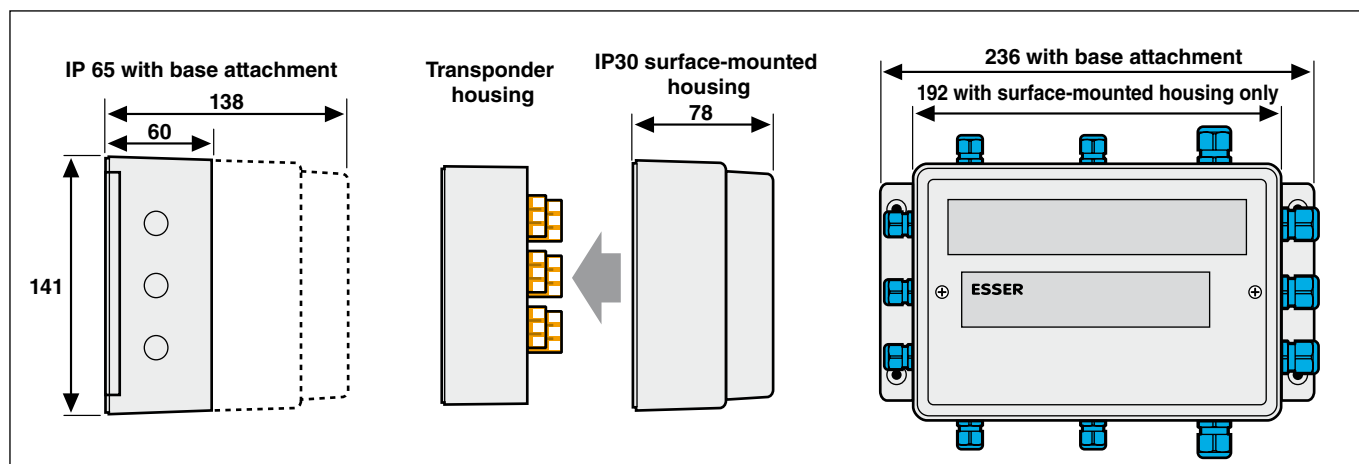 IP 65 with base attachment
138
60
141
Transponder
housing
IP30 surface-mounted
housing
78
236 with base attachment
192 with surface-mounted housing only
ESSER